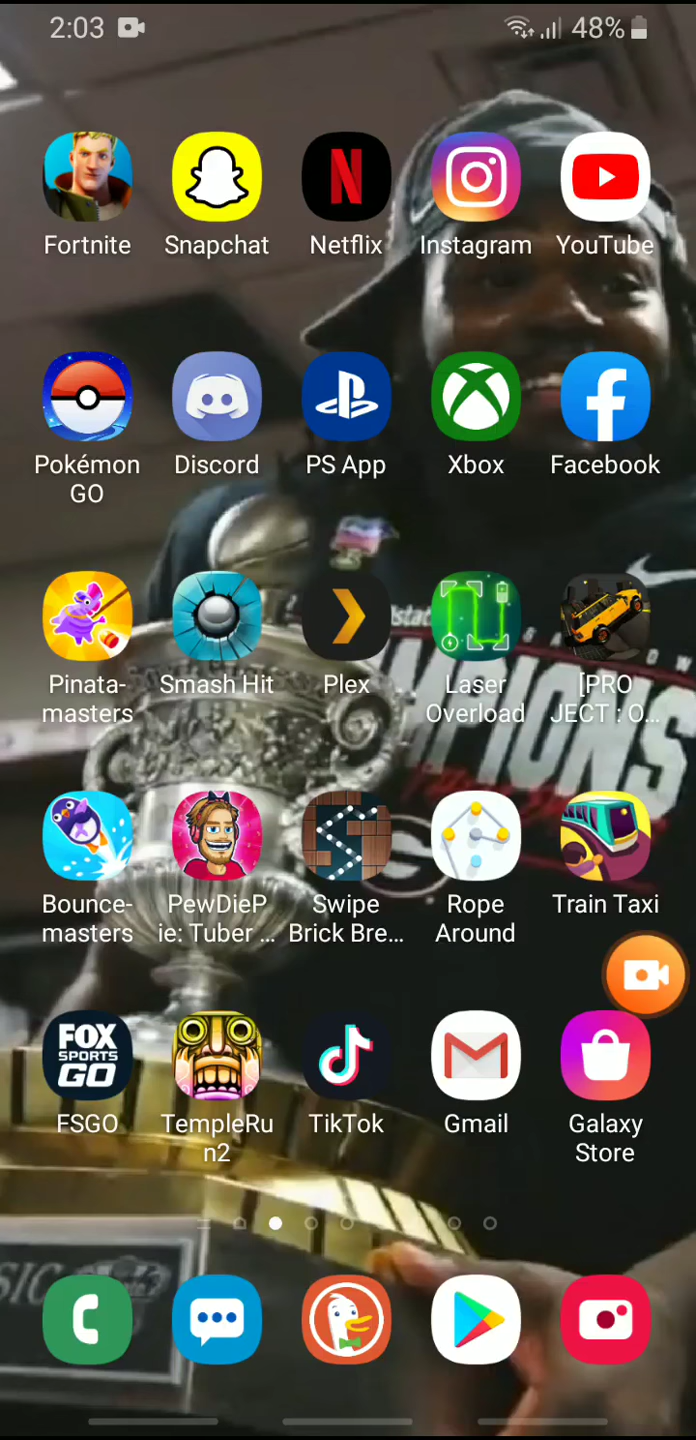 2:03
48%
Fortnite
Snapchat
Netflix
Instagram
YouTube
Pokémon
GO
Discord
PS App
Xbox
Facebook
Pinata-
masters
Smash Hit
Plex
Laser
Overload
[PRO
JECT : O...
Bounce-
masters
PewDieP
ie: Tuber ...
Swipe
Brick Bre...
Rope
Around
Train Taxi
FOX
SPORTS
GO
FSGO
TempleRu
n2
TikTok
Gmail
Galaxy
Store